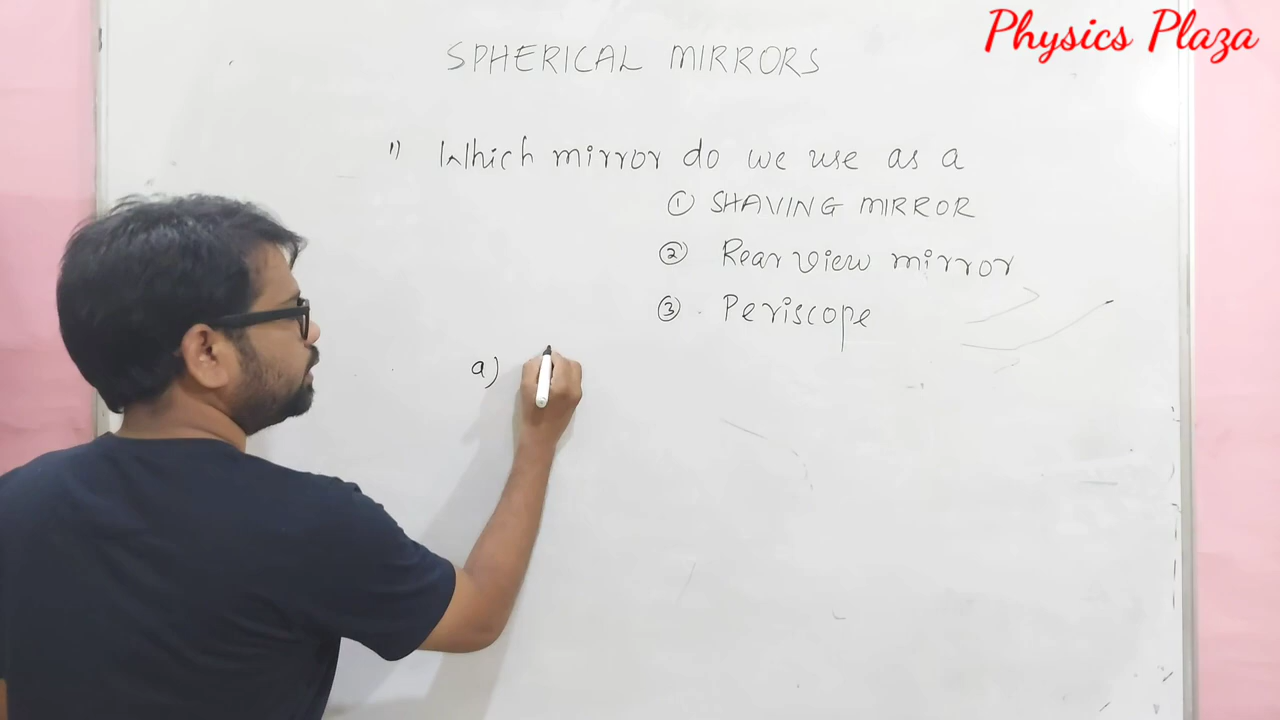 Physics Plaza
SPHERICAL MIRRORS
1) Which mirror do we use as a
① SHAVING MIRROR
② Rear view mirror
③ Periscope
a)